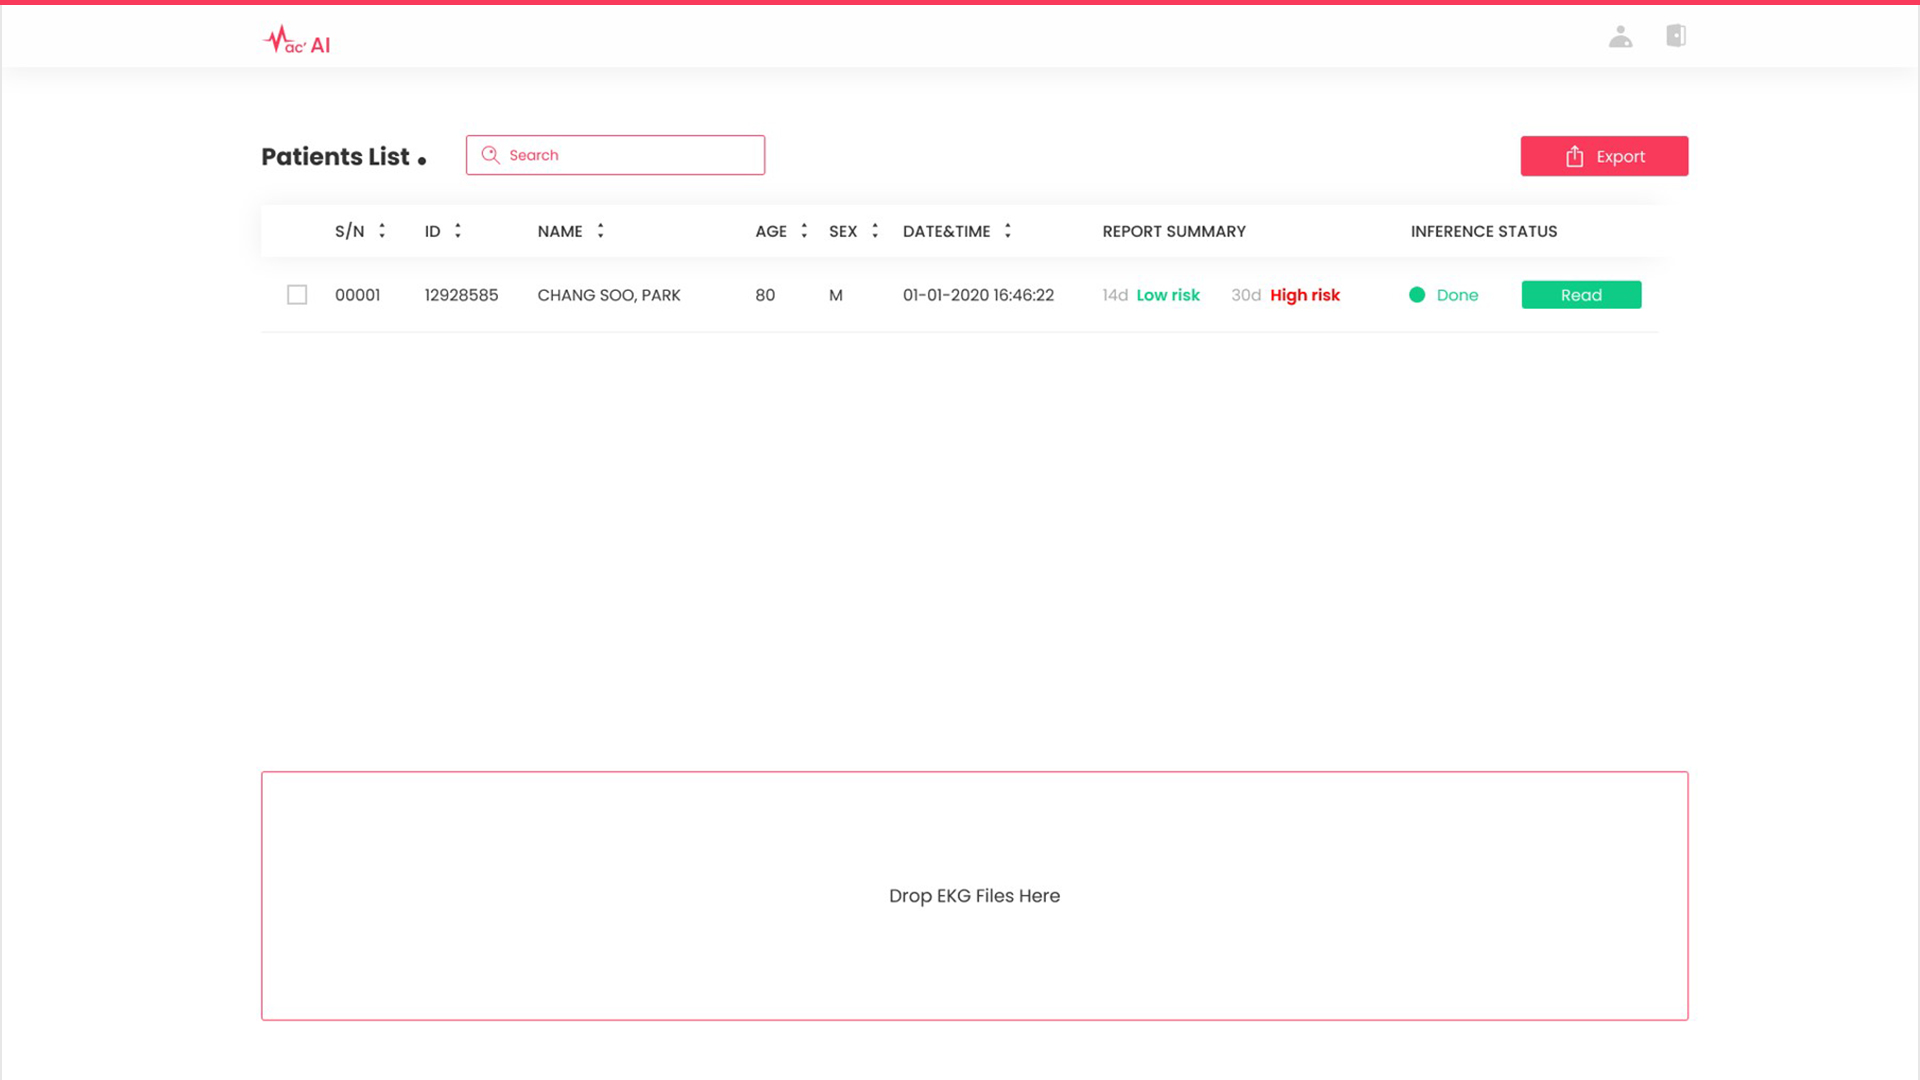 ac' AI
Patients List .
Search
Export
S/N ID NAME AGE SEX DATE&TIME REPORT SUMMARY INFERENCE STATUS
00001 12928585 CHANG SOO, PARK 80 M 01-01-2020 16:46:22 14d Low risk 30d High risk Done Read
Drop EKG Files Here